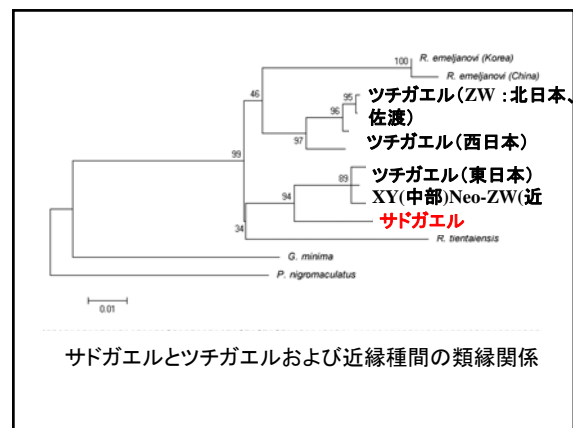 R. emeljanovi (Korea)
100
R. emeljanovi (China)
46
95
ツチガエル(ZW :北日本、
佐渡)
96
97
ツチガエル(西日本)
99
89
ツチガエル(東日本)
XY(中部)Neo-ZW(近
94
サドガエル
34
R. tientaiensis
G. minima
P. nigromaculatus
0.01
サドガエルとツチガエルおよび近縁種間の類縁関係